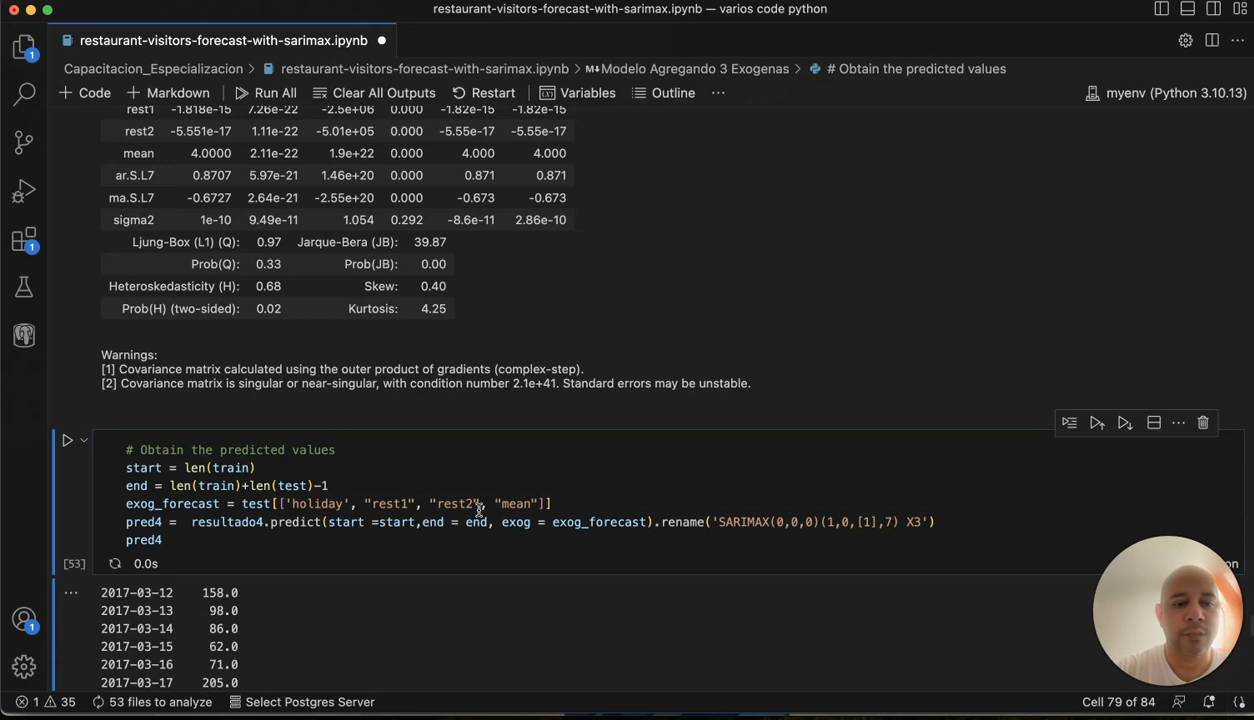 restaurant-visitors-forecast-with-sarimax.ipynb — varios code python
restaurant-visitors-forecast-with-sarimax.ipynb
Capacitacion_Especializacion > restaurant-visitors-forecast-with-sarimax.ipynb > M Modelo Agregando 3 Exogenas > # Obtain the predicted values
+ Code + Markdown Run All Clear All Outputs Restart Variables Outline ... myenv (Python 3.10.13)
rest1 -1.818e-15 7.26e-22 -2.5e+06 0.000 -1.82e-15 -1.82e-15
rest2 -5.551e-17 1.11e-22 -5.01e+05 0.000 -5.55e-17 -5.55e-17
mean 4.0000 2.11e-22 1.9e+22 0.000 4.000 4.000
ar.S.L7 0.8707 5.97e-21 1.46e+20 0.000 0.871 0.871
ma.S.L7 -0.6727 2.64e-21 -2.55e+20 0.000 -0.673 -0.673
sigma2 1e-10 9.49e-11 1.054 0.292 -8.6e-11 2.86e-10
Ljung-Box (L1) (Q): 0.97 Jarque-Bera (JB): 39.87
Prob(Q): 0.33 Prob(JB): 0.00
Heteroskedasticity (H): 0.68 Skew: 0.40
Prob(H) (two-sided): 0.02 Kurtosis: 4.25
Warnings:
[1] Covariance matrix calculated using the outer product of gradients (complex-step).
[2] Covariance matrix is singular or near-singular, with condition number 2.1e+41. Standard errors may be unstable.
# Obtain the predicted values
start = len(train)
end = len(train)+len(test)-1
exog_forecast = test[['holiday', "rest1", "rest2", "mean"]]
pred4 = resultado4.predict(start =start,end = end, exog = exog_forecast).rename('SARIMAX(0,0,0)(1,0,[1],7) X3')
pred4
[53] 0.0s
... 2017-03-12 158.0
2017-03-13 98.0
2017-03-14 86.0
2017-03-15 62.0
2017-03-16 71.0
2017-03-17 205.0
1
1
1
1 35 53 files to analyze Select Postgres Server Cell 79 of 84